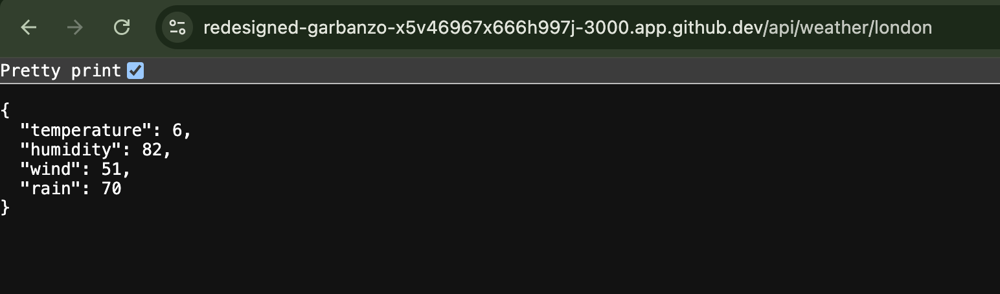 redesigned-garbanzo-x5v46967x666h997j-3000.app.github.dev/api/weather/london
Pretty print
{
  "temperature": 6,
  "humidity": 82,
  "wind": 51,
  "rain": 70
}